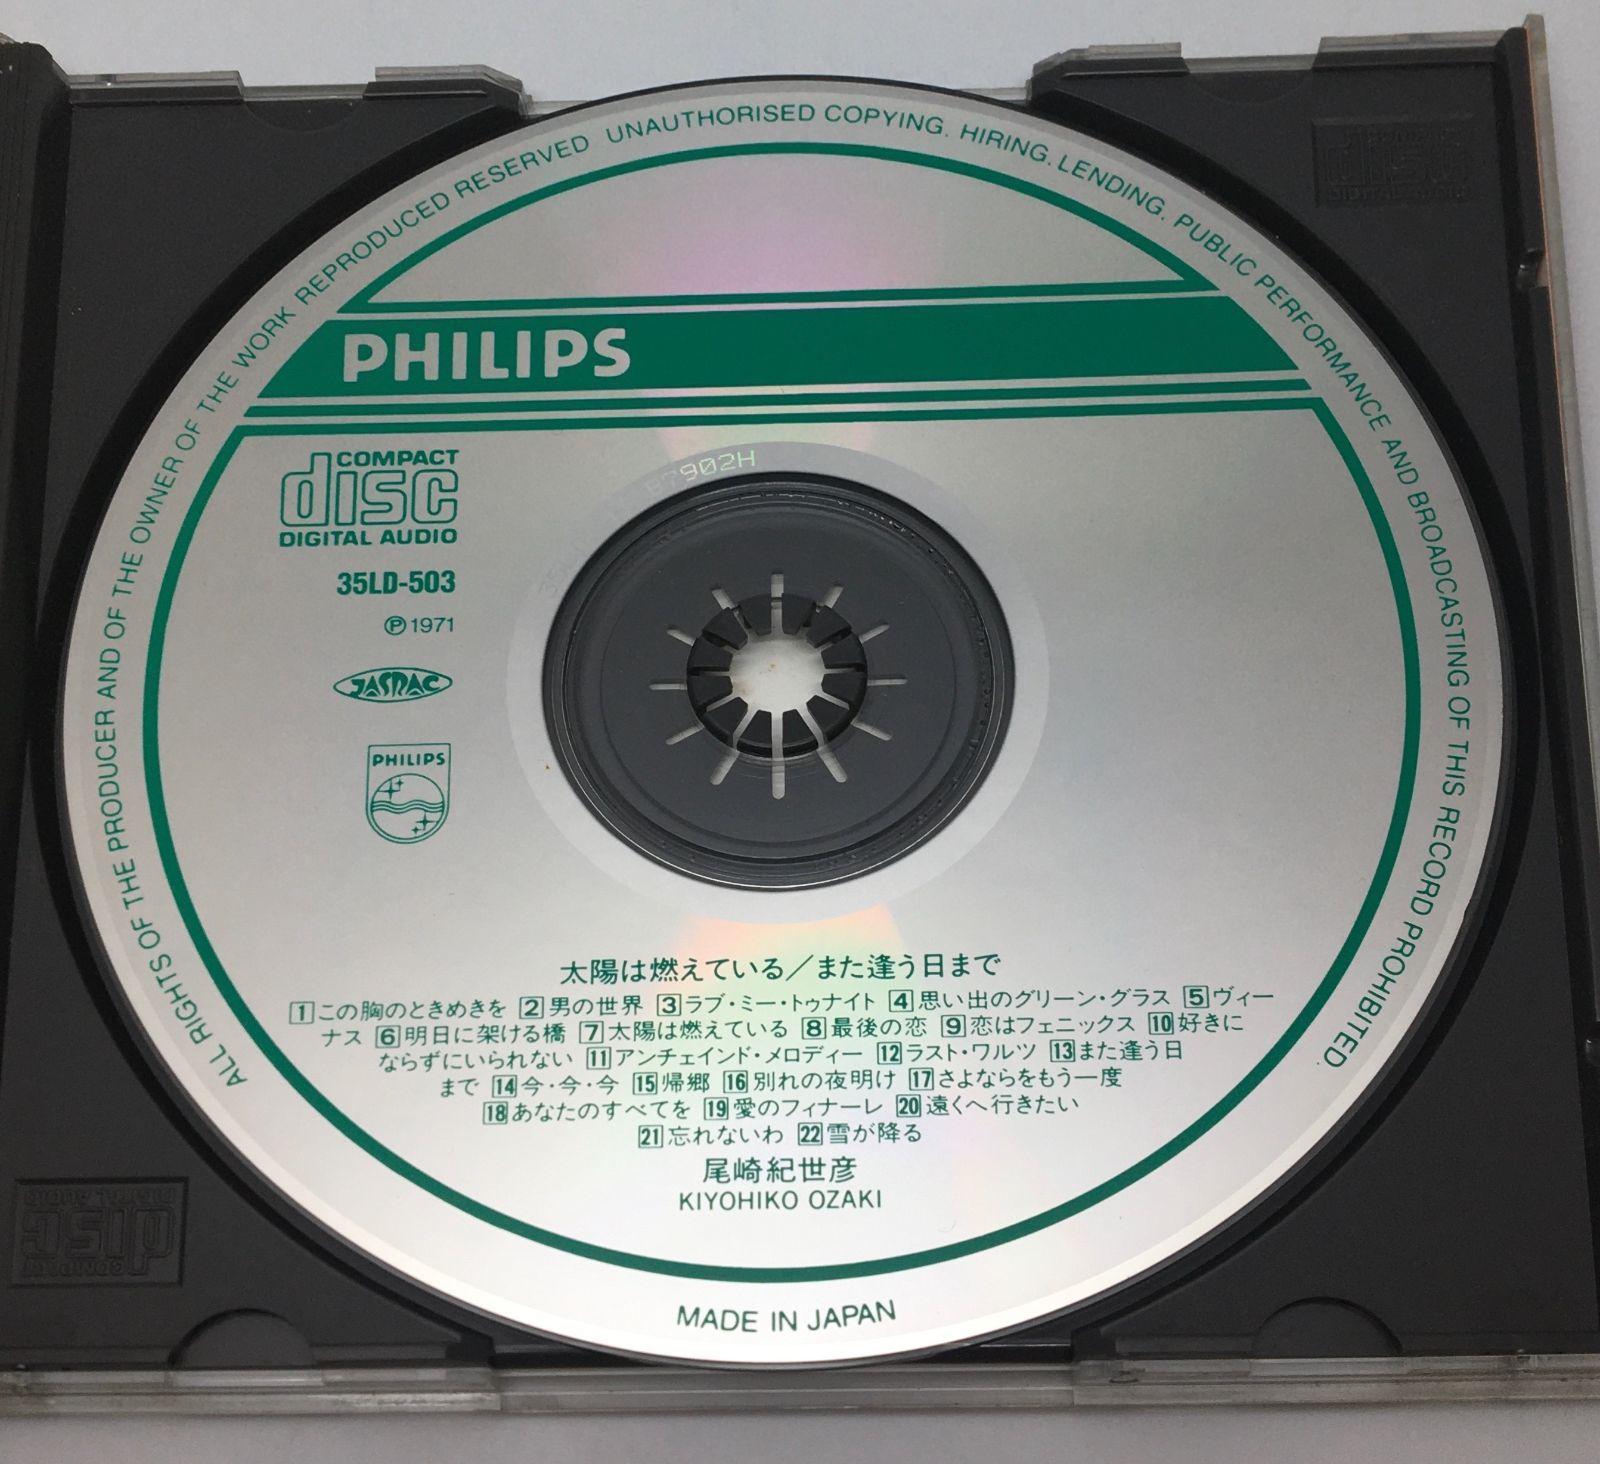 ALL RIGHTS OF THE PRODUCER AND OF THE OWNER OF THE WORK REPRODUCED RESERVED UNAUTHORISED COPYING. HIRING. LENDING. PUBLIC PERFORMANCE AND BROADCASTING OF THIS RECORD PROHIBITED
PHILIPS
COMPACT
disc
DIGITAL AUDIO
902H
35LD-503
Ⓟ1971
JASRAC
PHILIPS
太陽は燃えている/また逢う日まで
1この胸のときめきを 2男の世界 3ラブ・ミー・トゥナイト 4思い出のグリーン・グラス 5ヴィー
ナス 6明日に架ける橋 7太陽は燃えている 8最後の恋 9恋はフェニックス 10好きに
ならずにいられない 11アンチェインド・メロディー 12ラスト・ワルツ 13また逢う日
まで 14今・今・今 15帰郷 16別れの夜明け 17さよならをもう一度
18あなたのすべてを 19愛のフィナーレ 20遠くへ行きたい
21忘れないわ 22雪が降る
尾崎紀世彦
KIYOHIKO OZAKI
MADE IN JAPAN
COMPACT
disc
DIGITAL AUDIO